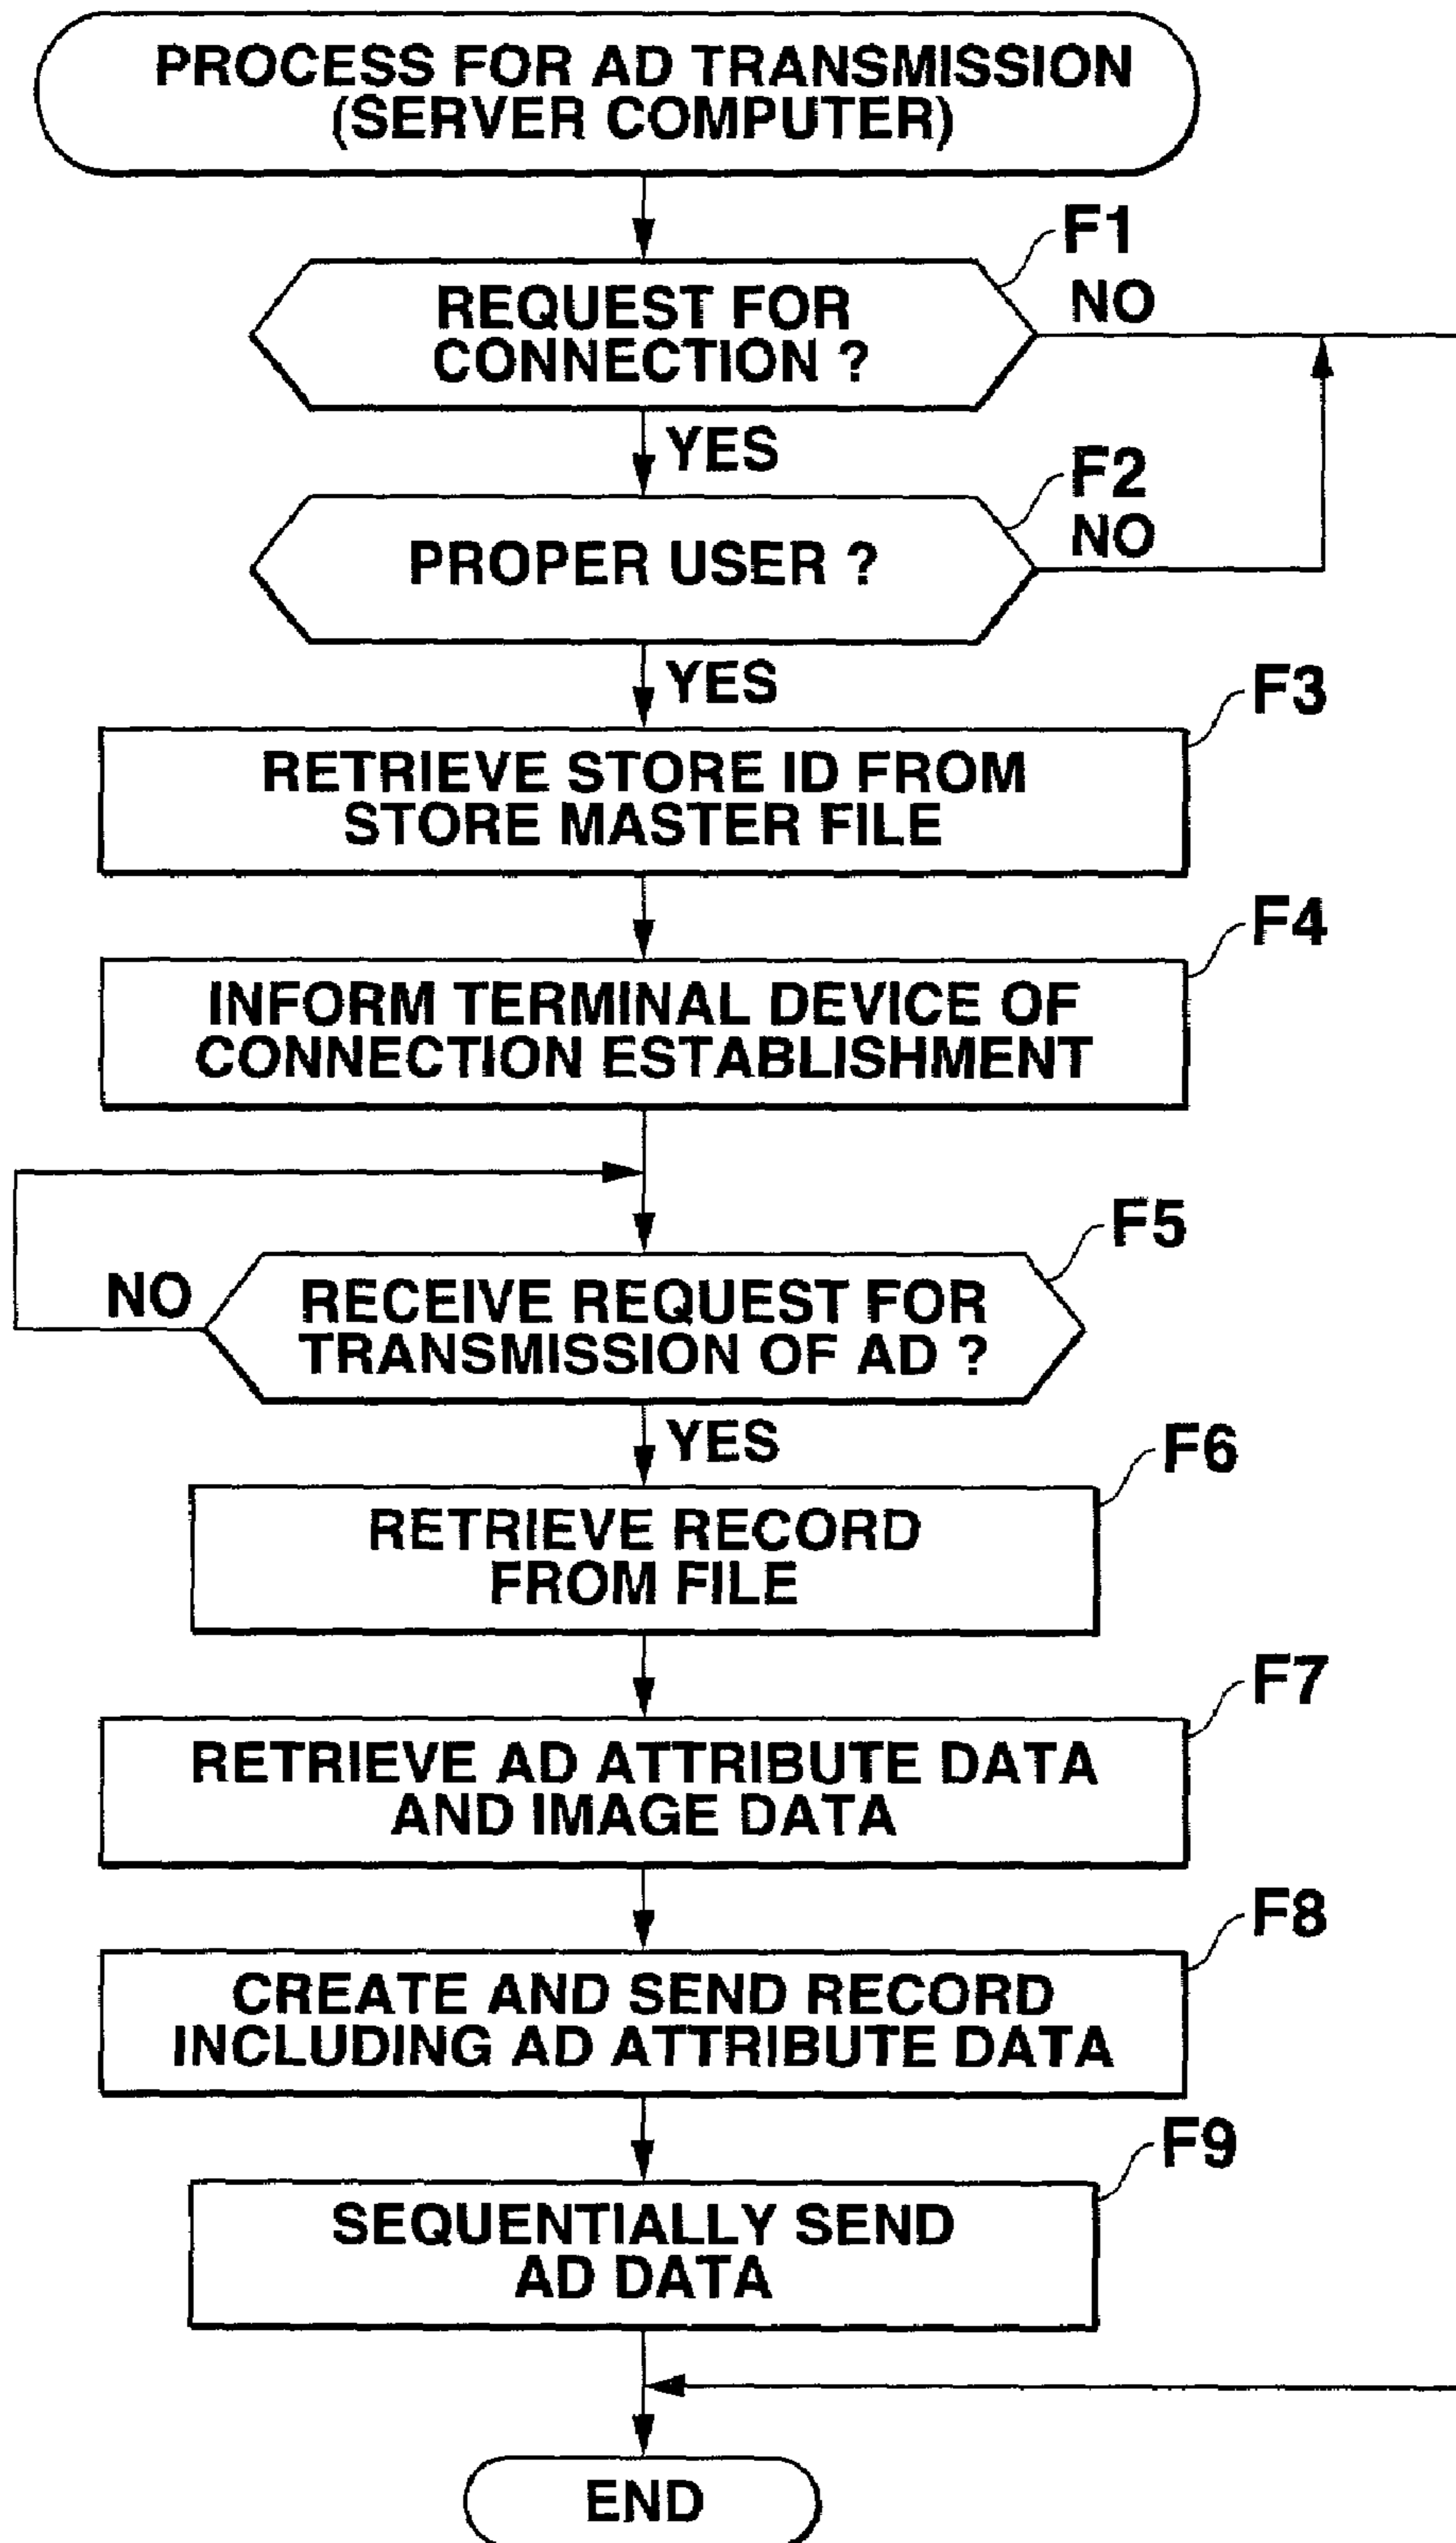 PROCESS FOR AD TRANSMISSION
(SERVER COMPUTER)
F1
REQUEST FOR
CONNECTION ?
NO
YES
F2
PROPER USER ?
NO
YES
F3
RETRIEVE STORE ID FROM
STORE MASTER FILE
F4
INFORM TERMINAL DEVICE OF
CONNECTION ESTABLISHMENT
F5
NO
RECEIVE REQUEST FOR
TRANSMISSION OF AD ?
YES
F6
RETRIEVE RECORD
FROM FILE
F7
RETRIEVE AD ATTRIBUTE DATA
AND IMAGE DATA
F8
CREATE AND SEND RECORD
INCLUDING AD ATTRIBUTE DATA
F9
SEQUENTIALLY SEND
AD DATA
END